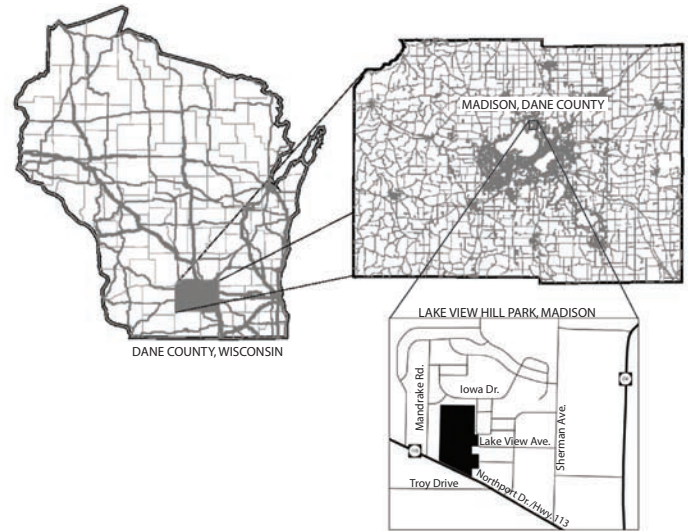 MADISON, DANE COUNTY
DANE COUNTY, WISCONSIN
LAKE VIEW HILL PARK, MADISON
Mandrake Rd.
Iowa Dr.
Sherman Ave.
Lake View Ave.
Troy Drive
Northport Dr./Hwy. 113